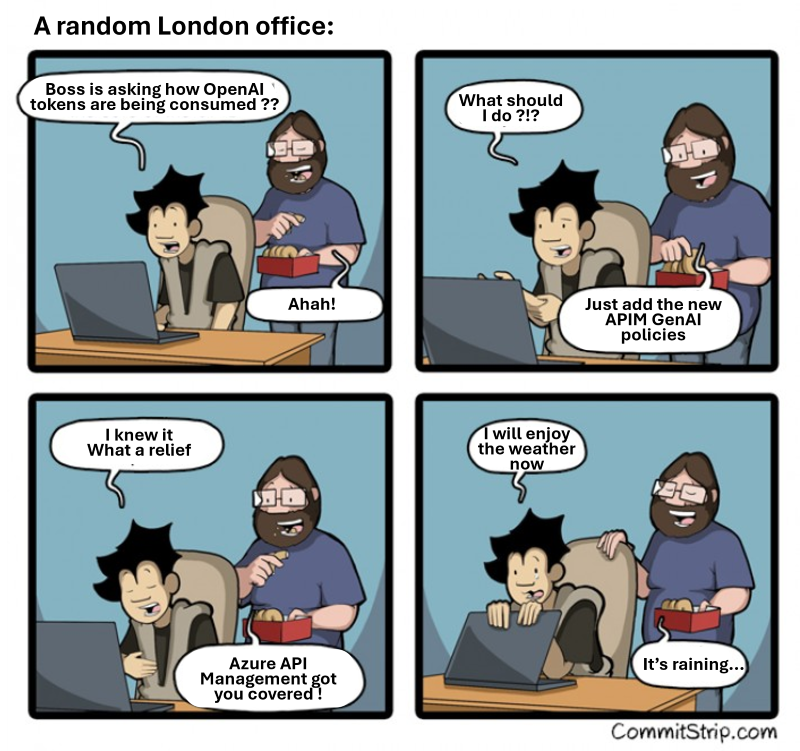 A random London office:
Boss is asking how OpenAI
tokens are being consumed ??
Ahah!
What should
I do ?!?
Just add the new
APIM GenAI
policies
I knew it
What a relief
Azure API
Management got
you covered !
I will enjoy
the weather
now
It's raining...
CommitStrip.com